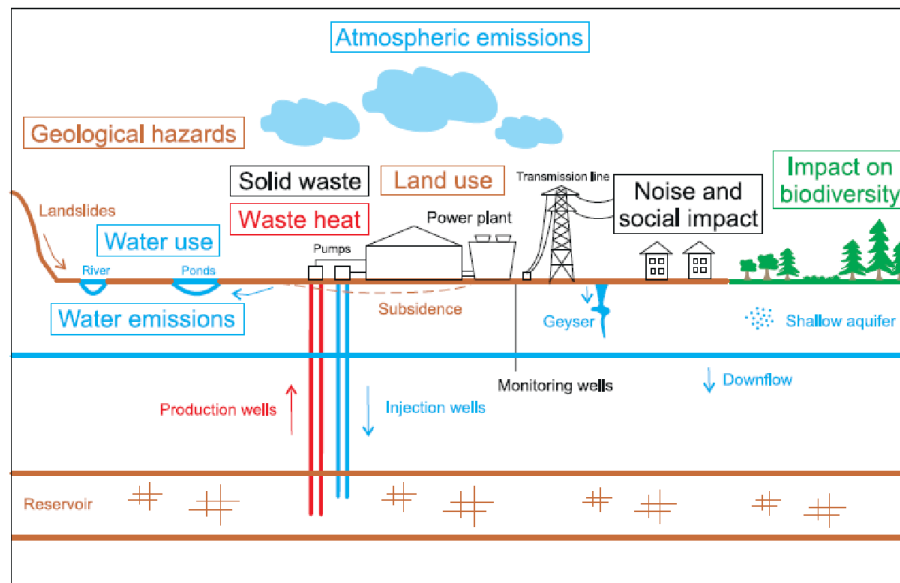 Atmospheric emissions
Geological hazards
Solid waste
Land use
Transmission line
Impact on
biodiversity
Noise and
social impact
Landslides
Waste heat
Power plant
Water use
Pumps
River
Ponds
Water emissions
Subsidence
Geyser
Shallow aquifer
Monitoring wells
Downflow
Production wells
Injection wells
Reservoir